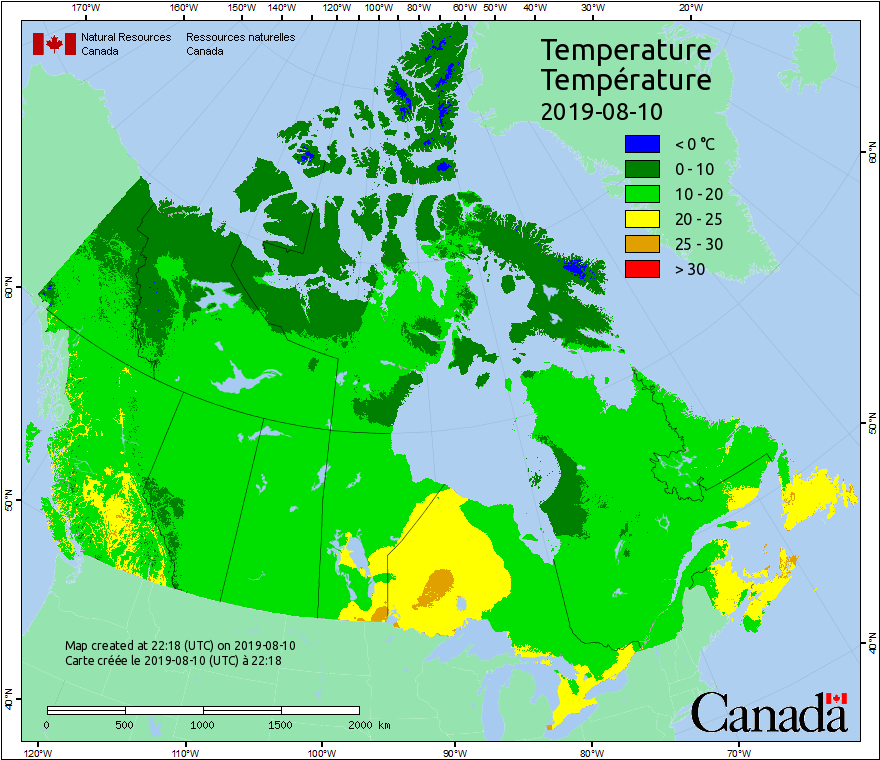 170°W 160°W 150°W 140°W 120°W 100°W 80°W 60°W 50°W 40°W 30°W 20°W
Natural Resources Ressources naturelles
Canada Canada
Temperature
Température
2019-08-10
< 0 °C
0 - 10
10 - 20
20 - 25
25 - 30
> 30
60°N
60°N
50°N
50°N
40°N
40°N
Map created at 22:18 (UTC) on 2019-08-10
Carte créée le 2019-08-10 (UTC) à 22:18
0 500 1000 1500 2000 km
Canada
120°W 110°W 100°W 90°W 80°W 70°W